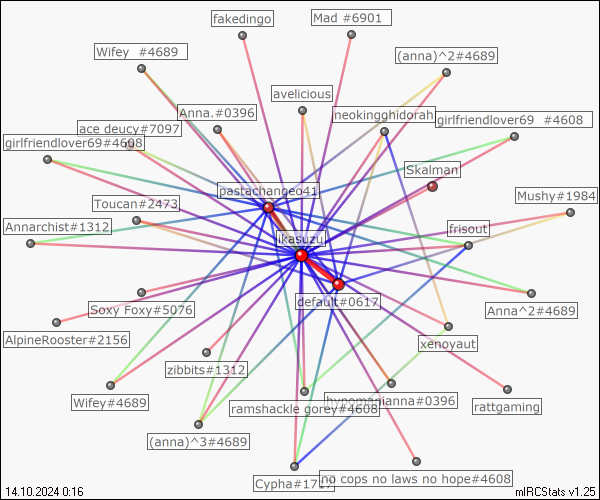 fakedingo
Mad #6901
Wifey #4689
(anna)^2#4689
avelicious
Anna.#0396
neokingghidorah
girlfriendlover69 #4608
ace deucy#7097
girlfriendlover69#4608
Skalman
pastachangeo41
Mushy#1984
Toucan#2473
Annarchist#1312
frisout
ikasuzu
default#0617
Soxy Foxy#5076
Anna^2#4689
AlpineRooster#2156
xenoyaut
zibbits#1312
Wifey#4689
ramshackle gorey#4608
hypomanianna#0396
rattgaming
(anna)^3#4689
Cypha#1717
no cops no laws no hope#4608
14.10.2024 0:16
mIRCStats v1.25